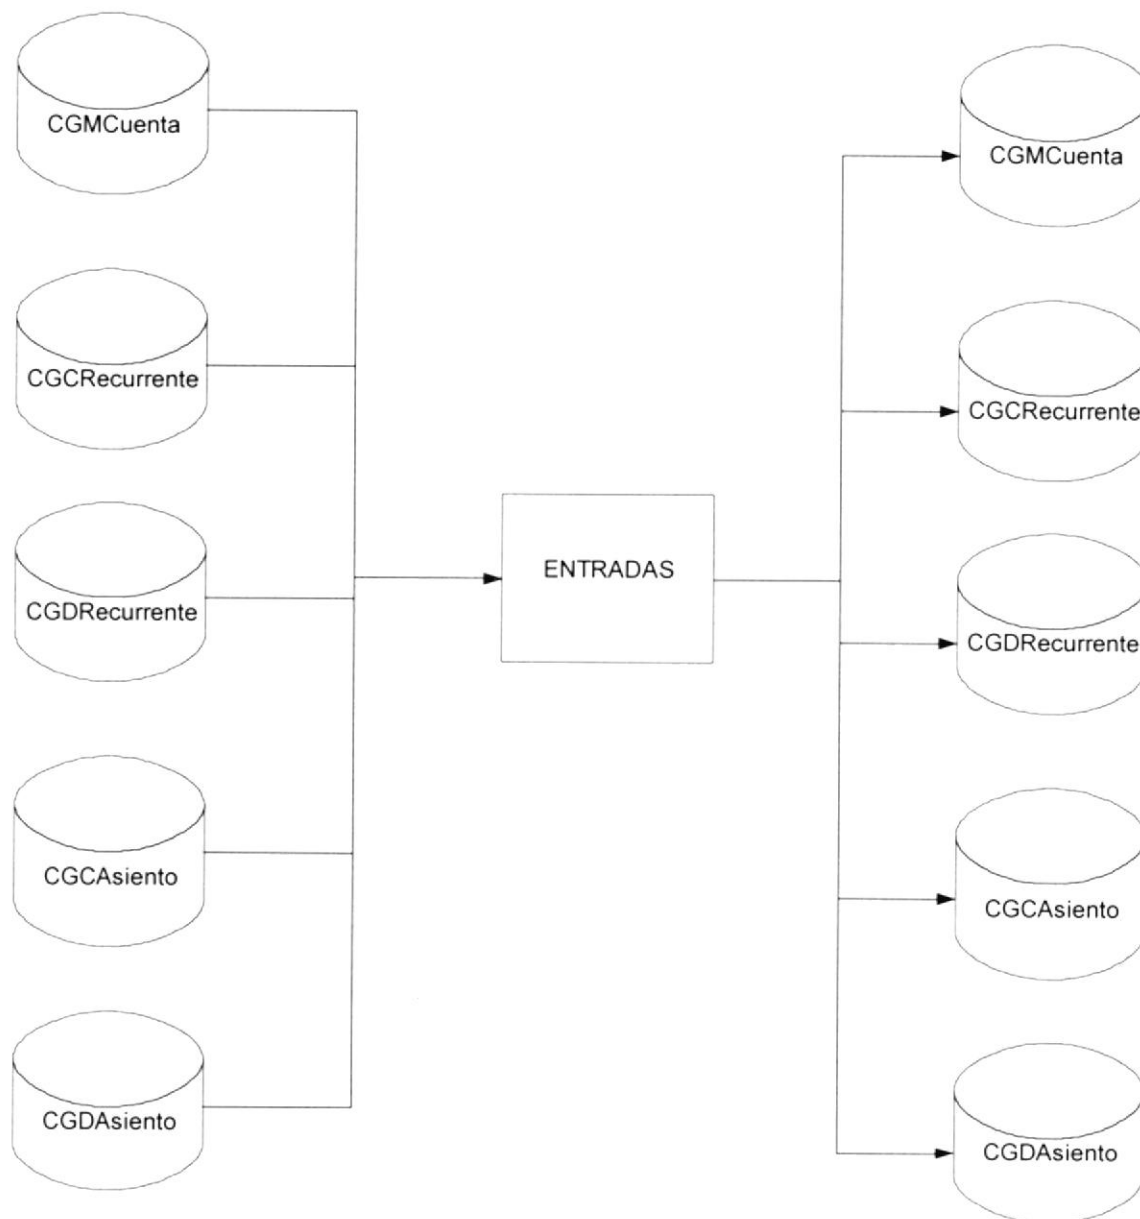 CGMCuenta
CGCRecurrente
CGDRecurrente
CGCAsiento
CGDAsiento
ENTRADAS
CGMCuenta
CGCRecurrente
CGDRecurrente
CGCAsiento
CGDAsiento